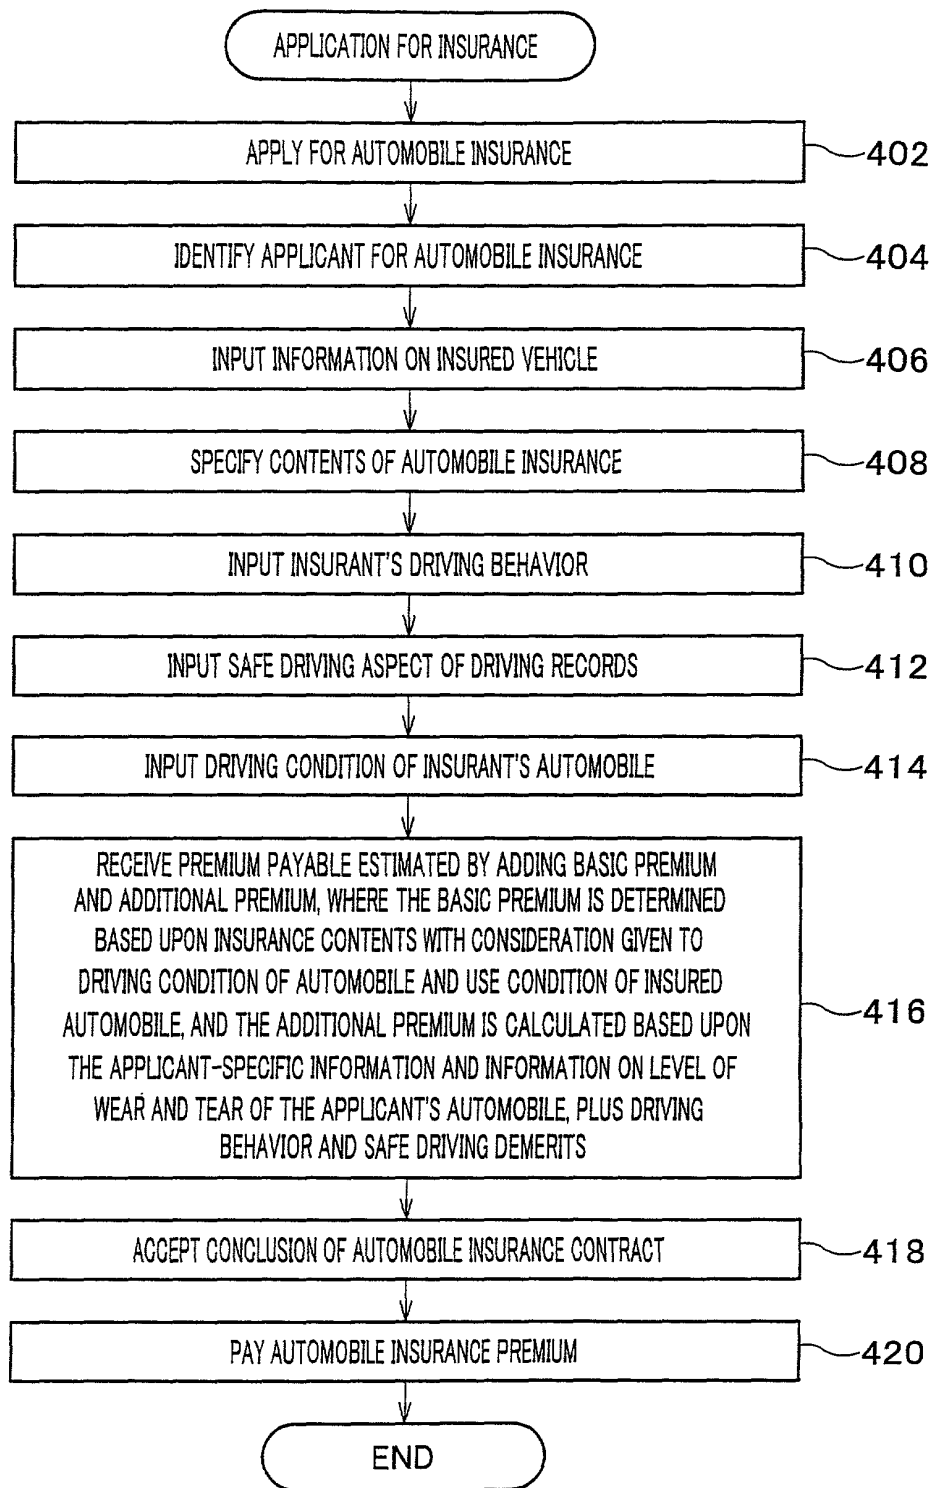 APPLICATION FOR INSURANCE
APPLY FOR AUTOMOBILE INSURANCE
402
IDENTIFY APPLICANT FOR AUTOMOBILE INSURANCE
404
INPUT INFORMATION ON INSURED VEHICLE
406
SPECIFY CONTENTS OF AUTOMOBILE INSURANCE
408
INPUT INSURANT'S DRIVING BEHAVIOR
410
INPUT SAFE DRIVING ASPECT OF DRIVING RECORDS
412
INPUT DRIVING CONDITION OF INSURANT'S AUTOMOBILE
414
RECEIVE PREMIUM PAYABLE ESTIMATED BY ADDING BASIC PREMIUM
AND ADDITIONAL PREMIUM, WHERE THE BASIC PREMIUM IS DETERMINED
BASED UPON INSURANCE CONTENTS WITH CONSIDERATION GIVEN TO
DRIVING CONDITION OF AUTOMOBILE AND USE CONDITION OF INSURED
AUTOMOBILE, AND THE ADDITIONAL PREMIUM IS CALCULATED BASED UPON
THE APPLICANT-SPECIFIC INFORMATION AND INFORMATION ON LEVEL OF
WEAR AND TEAR OF THE APPLICANT'S AUTOMOBILE, PLUS DRIVING
BEHAVIOR AND SAFE DRIVING DEMERITS
416
ACCEPT CONCLUSION OF AUTOMOBILE INSURANCE CONTRACT
418
PAY AUTOMOBILE INSURANCE PREMIUM
420
END